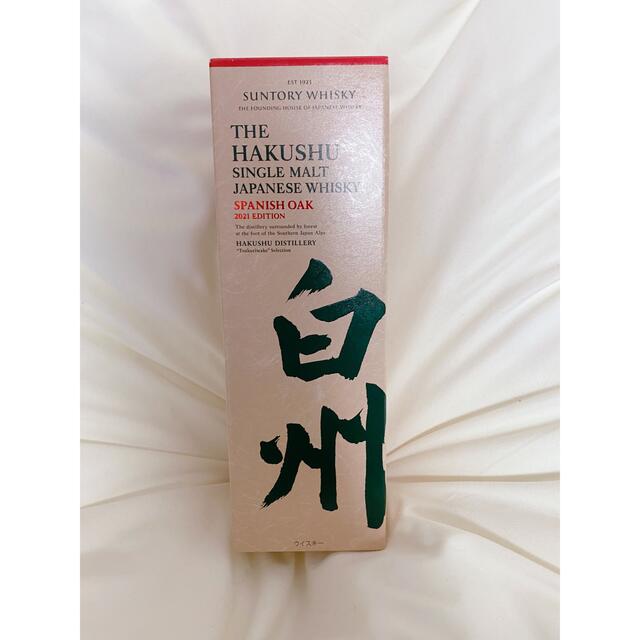 EST 1923
SUNTORY WHISKY
THE FOUNDING HOUSE OF JAPANESE WHISKY
THE
HAKUSHU
SINGLE MALT
JAPANESE WHISKY
SPANISH OAK
2021 EDITION
The distillery surrounded by forest
at the foot of the Southern Japan Alps
HAKUSHU DISTILLERY
"Tsukuriwake" Selection
白
州
ウイスキー